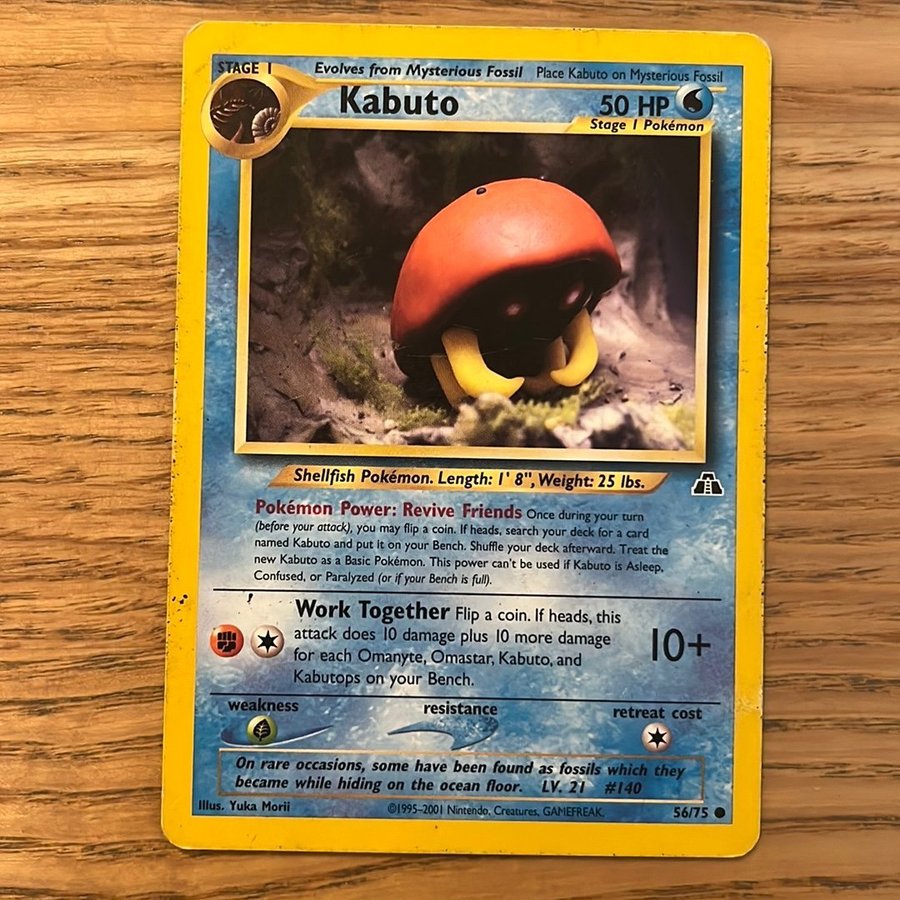 STAGE 1 Evolves from Mysterious Fossil Place Kabuto on Mysterious Fossil
Kabuto 50 HP
Stage 1 Pokémon
Shellfish Pokémon. Length: 1' 8", Weight: 25 lbs.
Pokémon Power: Revive Friends Once during your turn
(before your attack), you may flip a coin. If heads, search your deck for a card
named Kabuto and put it on your Bench. Shuffle your deck afterward. Treat the
new Kabuto as a Basic Pokémon. This power can't be used if Kabuto is Asleep,
Confused, or Paralyzed (or if your Bench is full).
Work Together Flip a coin. If heads, this
attack does 10 damage plus 10 more damage
for each Omanyte, Omastar, Kabuto, and
Kabutops on your Bench.
10+
weakness resistance retreat cost
On rare occasions, some have been found as fossils which they
became while hiding on the ocean floor. LV. 21 #140
Illus. Yuka Morii ©1995-2001 Nintendo, Creatures, GAMEFREAK. 56/75